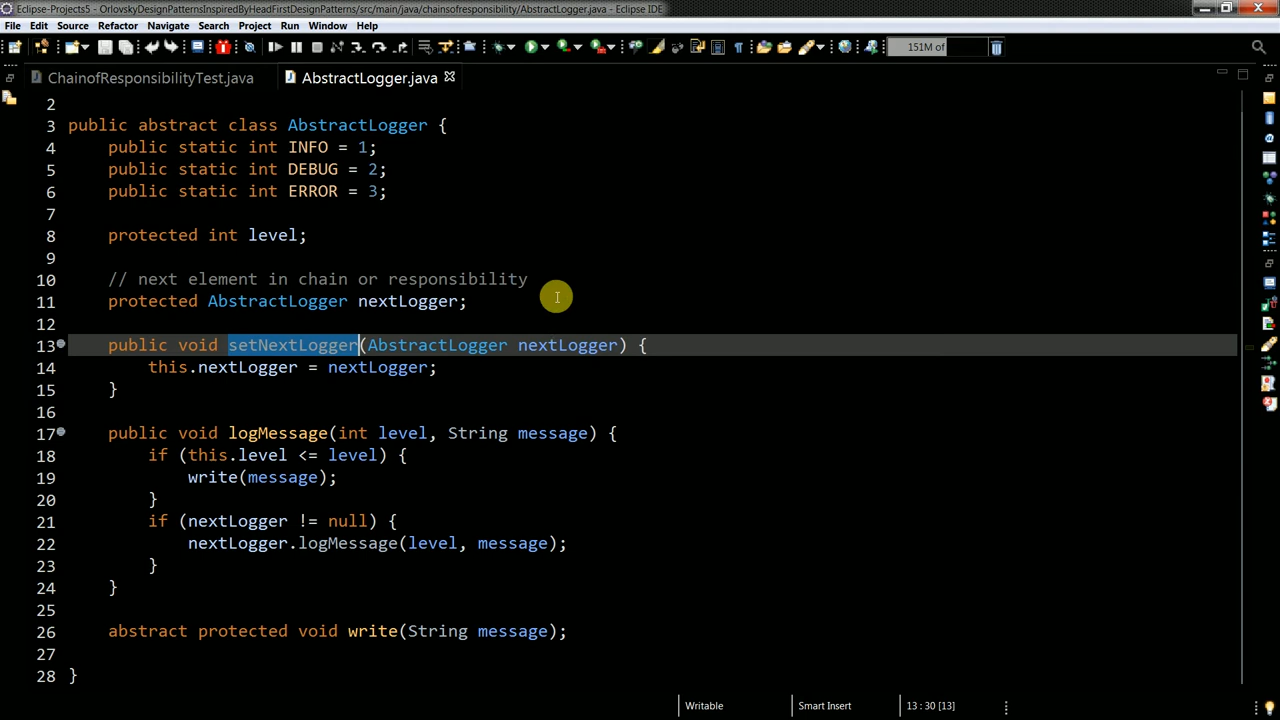 Eclipse-Projects5 - OrlovskyDesignPatternsInspiredByHeadFirstDesignPatterns/src/main/java/chainsofresponsibility/AbstractLogger.java - Eclipse IDE
File Edit Source Refactor Navigate Search Project Run Window Help
151M of
ChainofResponsibilityTest.java AbstractLogger.java
2
3 public abstract class AbstractLogger {
4 public static int INFO = 1;
5 public static int DEBUG = 2;
6 public static int ERROR = 3;
7
8 protected int level;
9
10 // next element in chain or responsibility
11 protected AbstractLogger nextLogger;
12
13 public void setNextLogger(AbstractLogger nextLogger) {
14 this.nextLogger = nextLogger;
15 }
16
17 public void logMessage(int level, String message) {
18 if (this.level <= level) {
19 write(message);
20 }
21 if (nextLogger != null) {
22 nextLogger.logMessage(level, message);
23 }
24 }
25
26 abstract protected void write(String message);
27
28 }
Writable Smart Insert 13 : 30 [13]